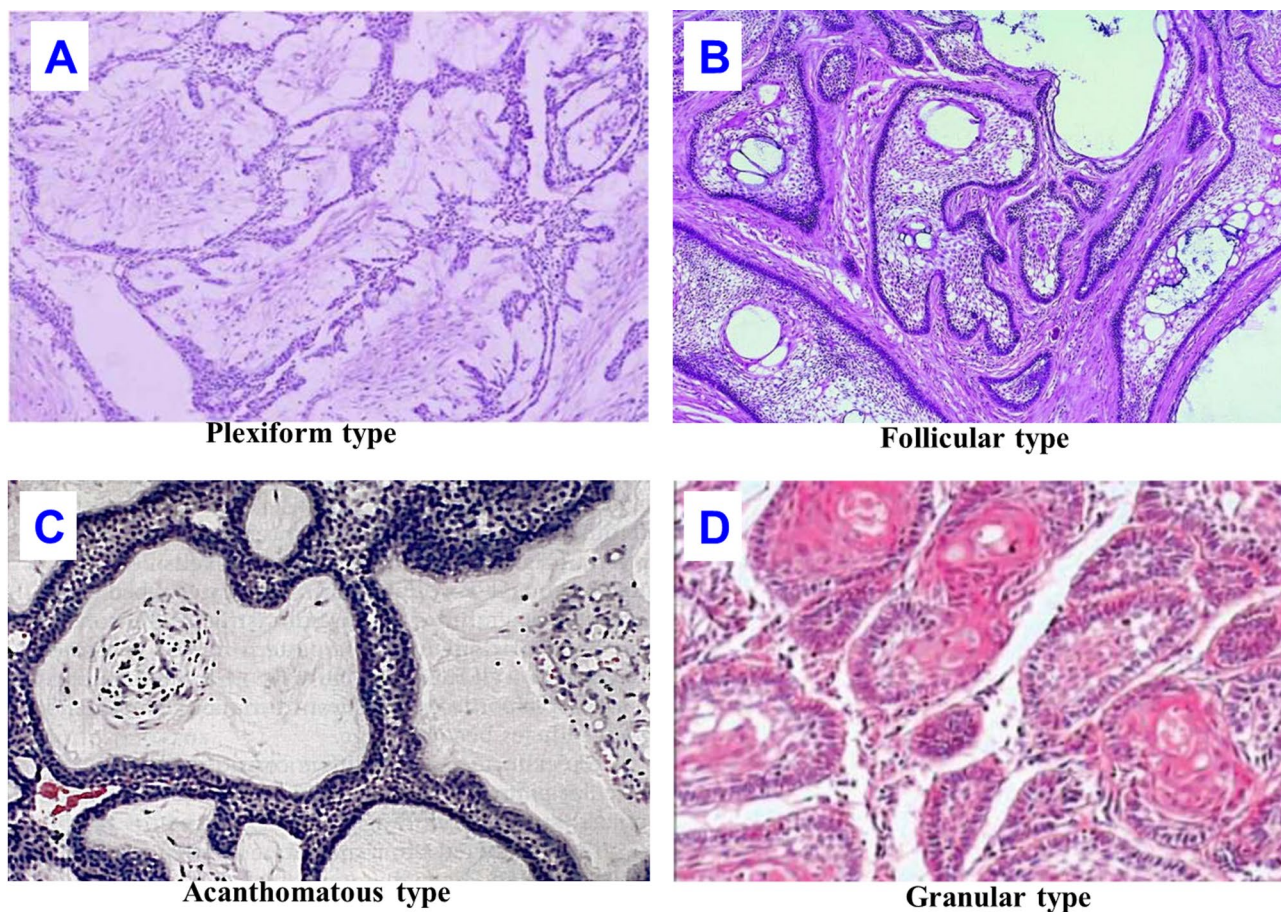 A
B
Plexiform type
Follicular type
C
D
Acanthomatous type
Granular type